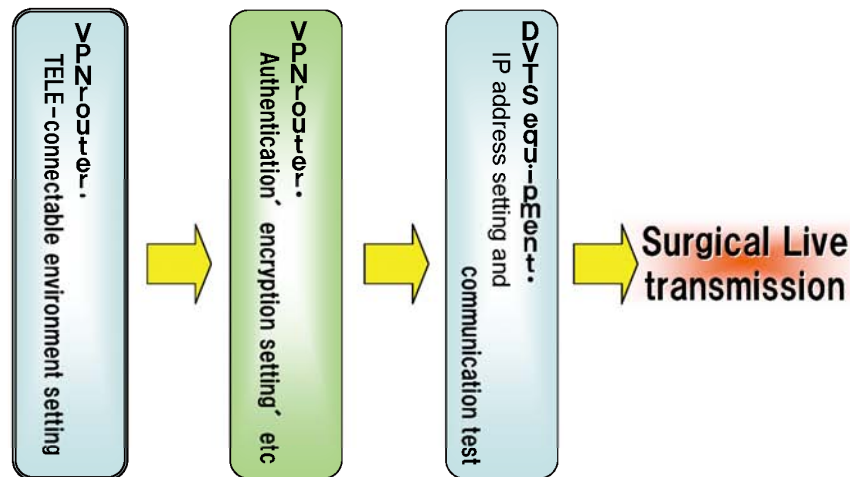 VPNrouter.
TELE-connectable environment setting
VPNrouter.
Authentication′ encryption setting′ etc
DVTS equipment.
IP address setting and
communication test
Surgical Live
transmission